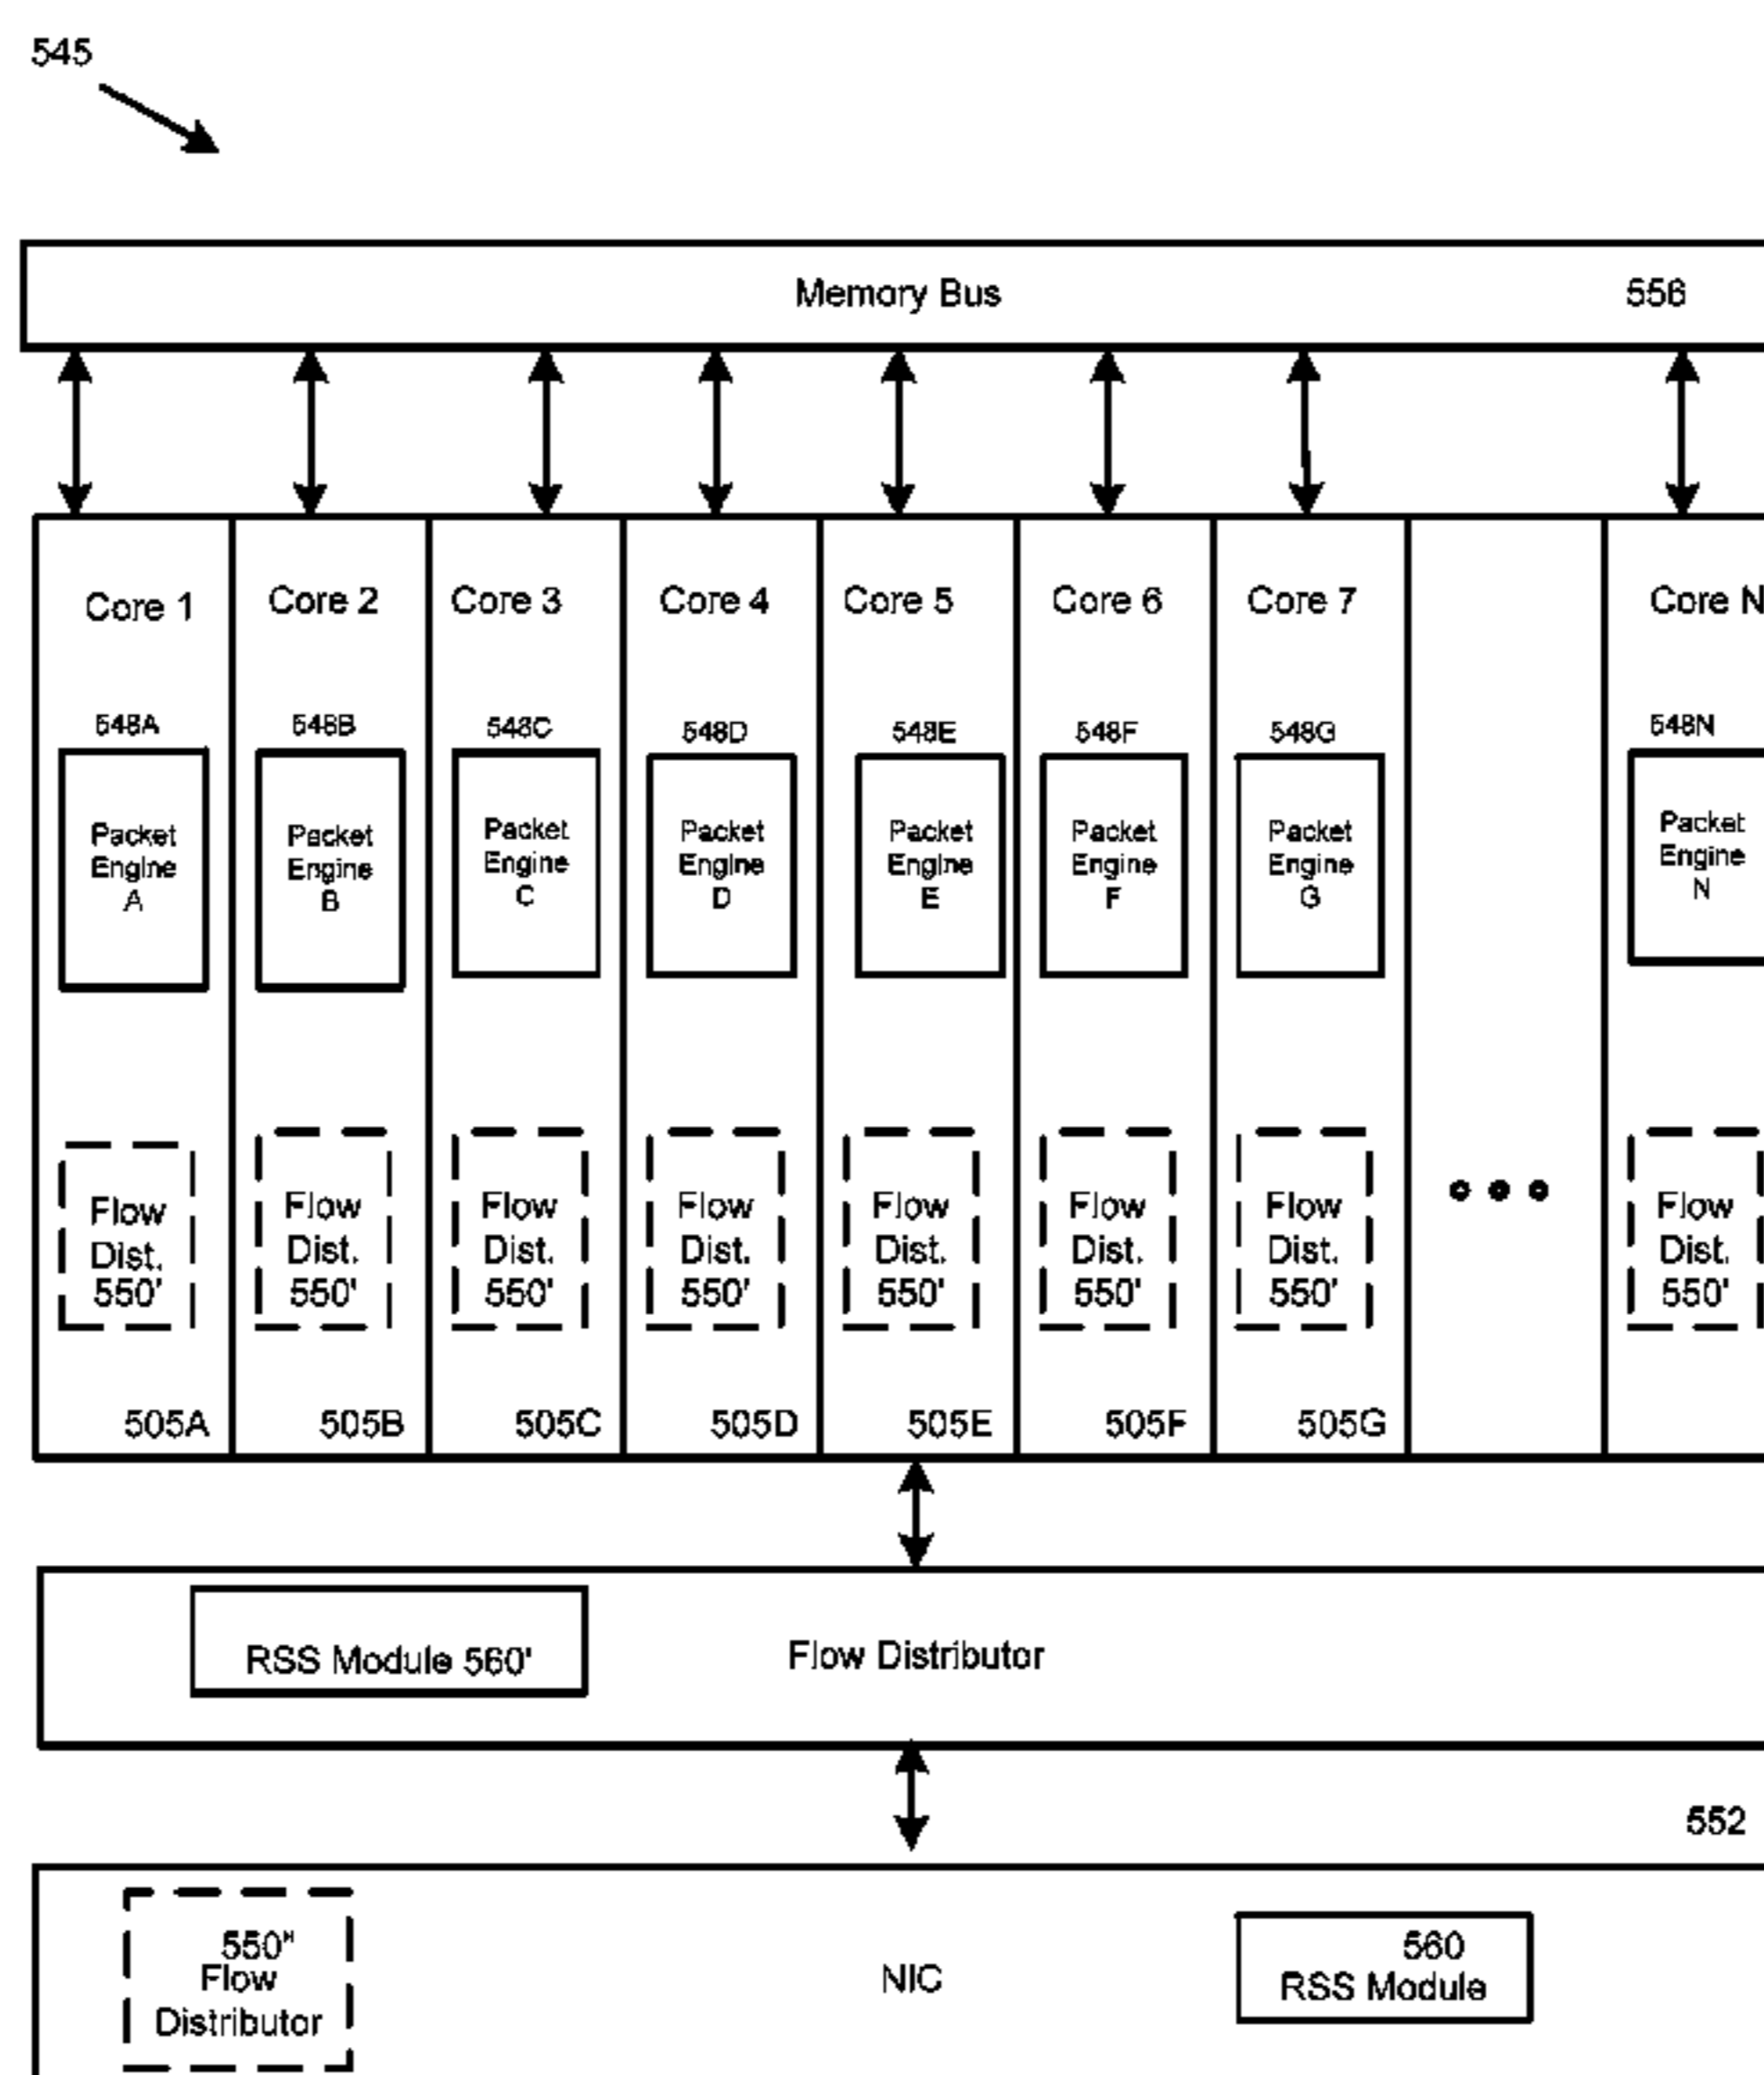 545
Memory Bus 556
Core 1 Core 2 Core 3 Core 4 Core 5 Core 6 Core 7 Core N
548A 548B 548C 548D 548E 548F 548G 548N
Packet Packet Packet Packet Packet Packet Packet Packet
Engine Engine Engine Engine Engine Engine Engine Engine
A B C D E F G N
Flow Flow Flow Flow Flow Flow Flow Flow
Dist. Dist. Dist. Dist. Dist. Dist. Dist. Dist.
550' 550' 550' 550' 550' 550' 550' 550'
505A 505B 505C 505D 505E 505F 505G
RSS Module 560' Flow Distributor
552
550" 560
Flow NIC RSS Module
Distributor